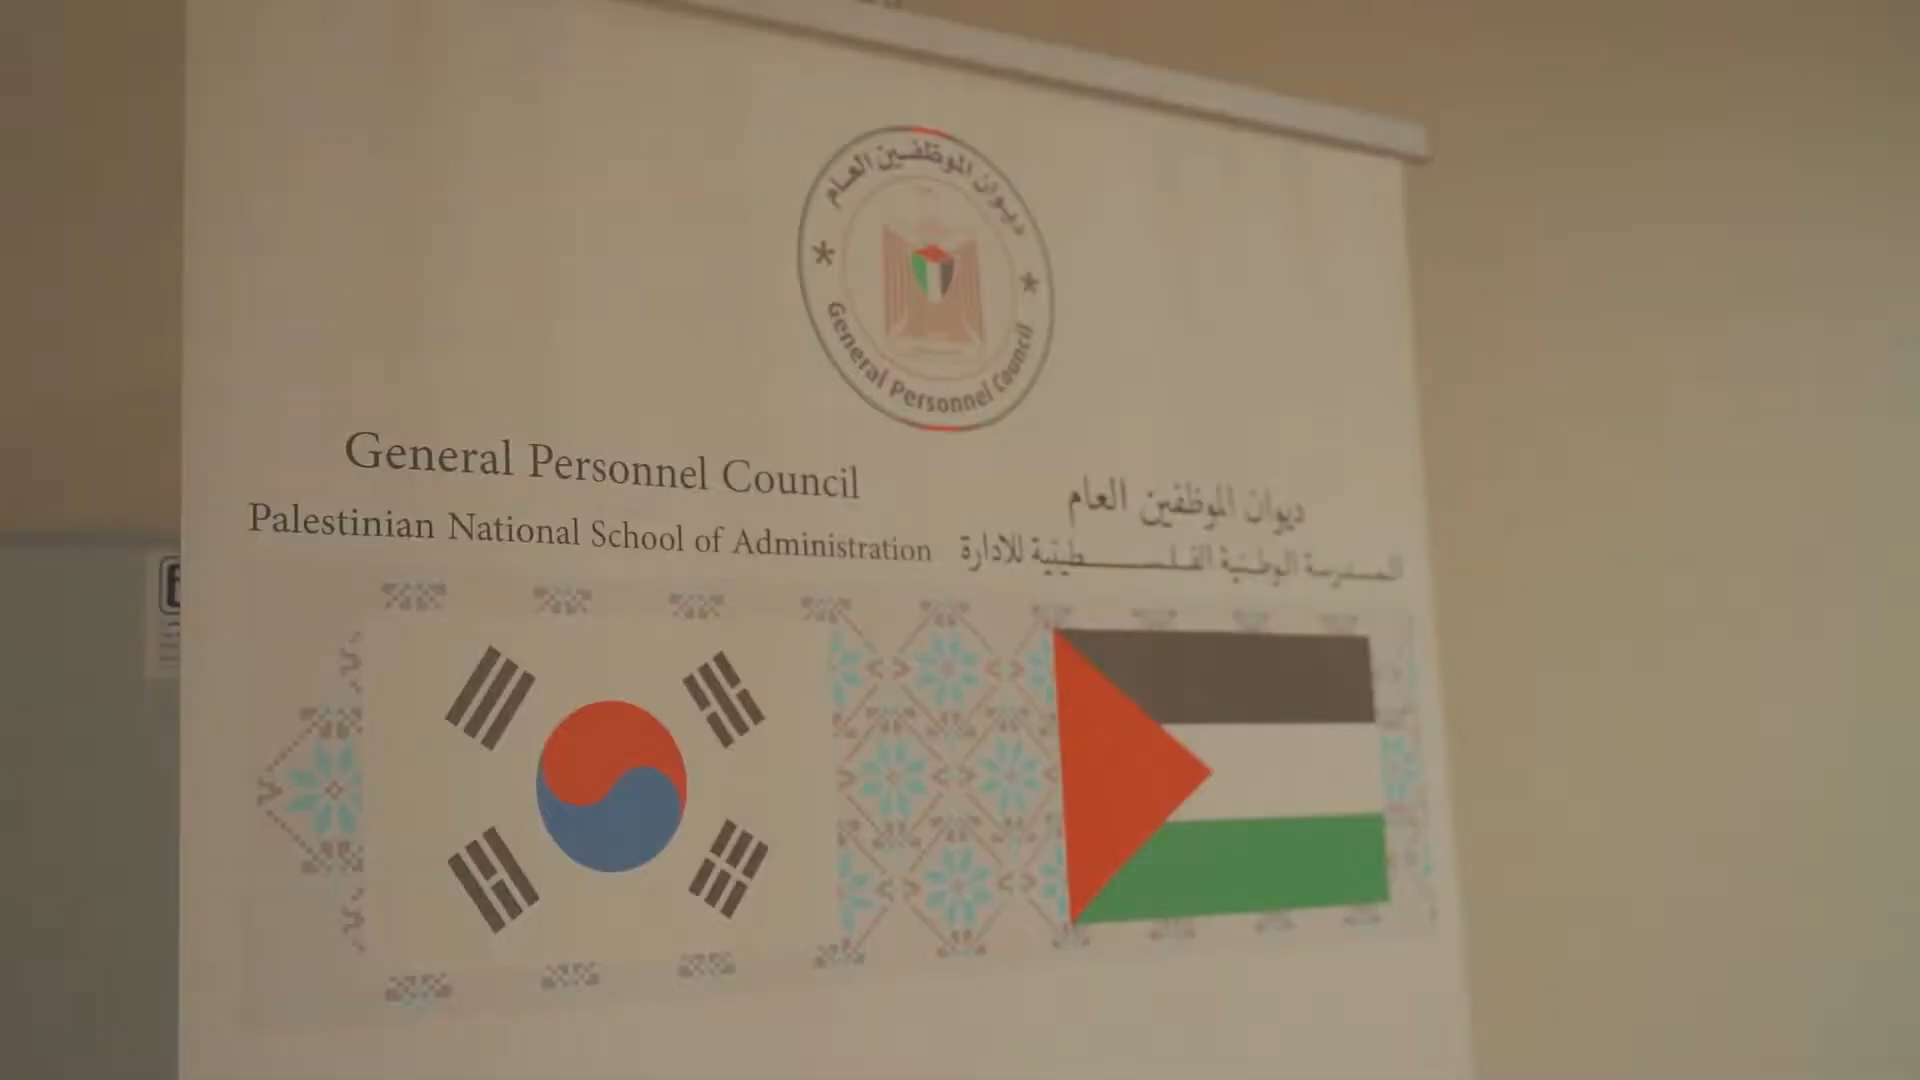 ديوان الموظفين العام
General Personnel Council
General Personnel Council
ديوان الموظفين العام
Palestinian National School of Administration
المدرسة الوطنية الفلسطينية للادارة